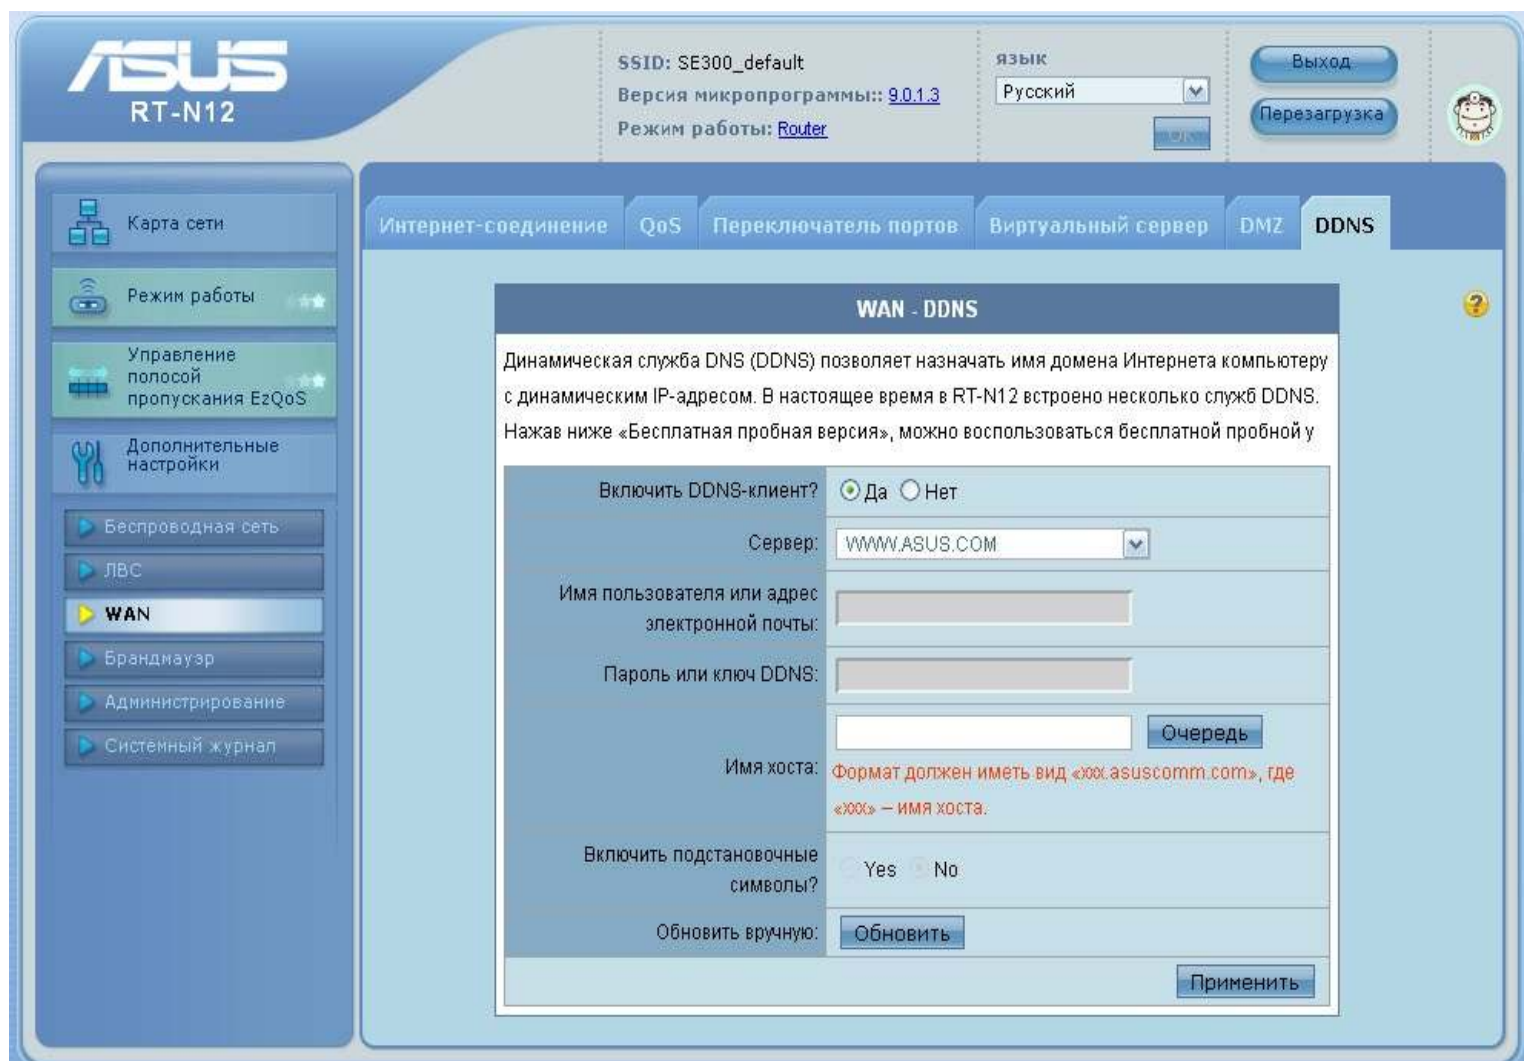 ASUS
RT-N12
SSID: SE300_default
Версия микропрограммы:: 9.0.1.3
Режим работы: Router
язык
Русский
OK
Выход
Перезагрузка
Карта сети
Режим работы
Управление
полосой
пропускания EzQoS
Дополнительные
настройки
Беспроводная сеть
ЛВС
WAN
Брандмауэр
Администрирование
Системный журнал
Интернет-соединение QoS Переключатель портов Виртуальный сервер DMZ DDNS
WAN - DDNS
Динамическая служба DNS (DDNS) позволяет назначать имя домена Интернета компьютеру
с динамическим IP-адресом. В настоящее время в RT-N12 встроено несколько служб DDNS.
Нажав ниже «Бесплатная пробная версия», можно воспользоваться бесплатной пробной у
Включить DDNS-клиент? Да Нет
Сервер: WWW.ASUS.COM
Имя пользователя или адрес
электронной почты:
Пароль или ключ DDNS:
Очередь
Имя хоста: Формат должен иметь вид «xxx.asuscomm.com», где
«xxx» – имя хоста.
Включить подстановочные
символы? Yes No
Обновить вручную: Обновить
Применить